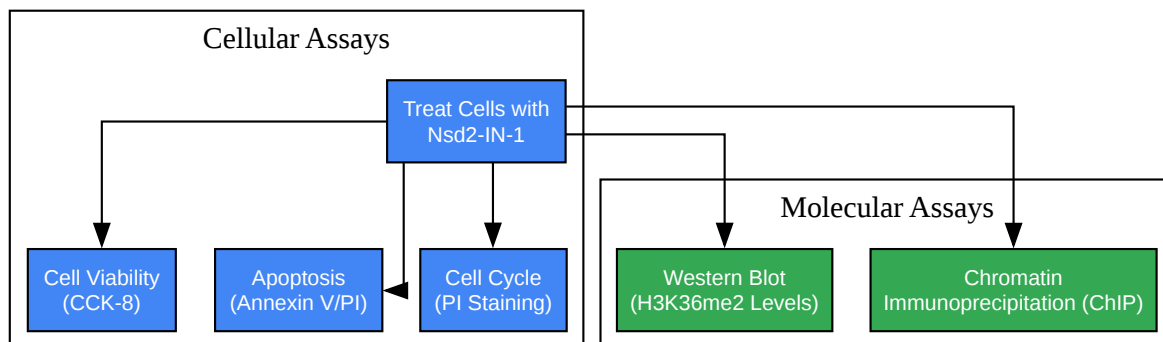 Cellular Assays
Treat Cells with
Nsd2-IN-1
Molecular Assays
Cell Viability
(CCK-8)
Apoptosis
(Annexin V/PI)
Cell Cycle
(PI Staining)
Western Blot
(H3K36me2 Levels)
Chromatin
Immunoprecipitation (ChIP)